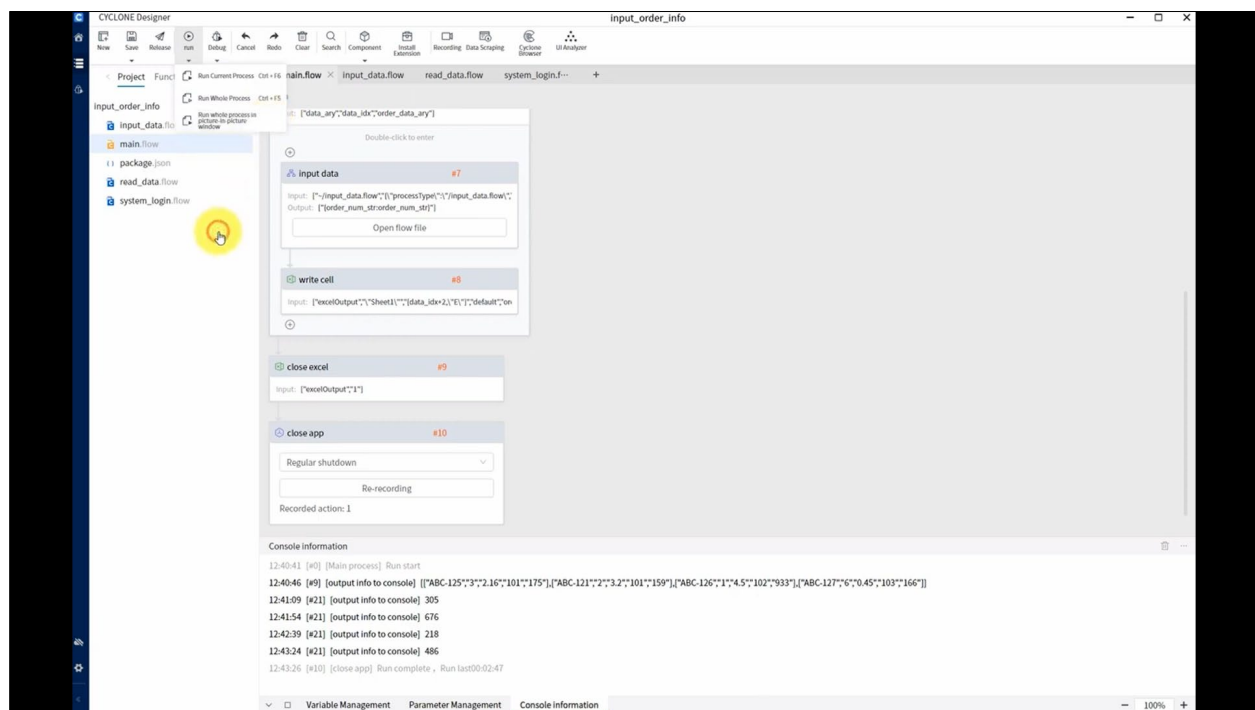 CYCLONE Designer
input_order_info
New
Save
Release
run
Debug
Cancel
Redo
Clear
Search
Component
Install Extension
Recording
Data Scraping
Cyclone Browser
UI Analyzer
Project
Funct
Run Current Process Ctrl + F6
Run Whole Process Ctrl + F5
Run whole process in picture-in picture window
main.flow
input_data.flow
read_data.flow
system_login.f···
input_order_info
input_data.flo
main.flow
package.json
read_data.flow
system_login.flow
["data_ary","data_idx","order_data_ary"]
Double-click to enter
input data #7
Input: ["~/input_data.flow","{\"processType\":\"/input_data.flow\",
Output: ["{order_num_str:order_num_str}"]
Open flow file
write cell #8
Input: ["excelOutput","\"Sheet1\"","[data_idx+2,\"E\"]","default","on
close excel #9
Input: ["excelOutput","1"]
close app #10
Regular shutdown
Re-recording
Recorded action: 1
Console information
12:40:41 [#0] [Main process] Run start
12:40:46 [#9] [output info to console] [["ABC-125","3","2.16","101","175"],["ABC-121","2","3.2","101","159"],["ABC-126","1","4.5","102","933"],["ABC-127","6","0.45","103","166"]]
12:41:09 [#21] [output info to console] 305
12:41:54 [#21] [output info to console] 676
12:42:39 [#21] [output info to console] 218
12:43:24 [#21] [output info to console] 486
12:43:26 [#10] [close app] Run complete , Run last00:02:47
Variable Management
Parameter Management
Console information
100%